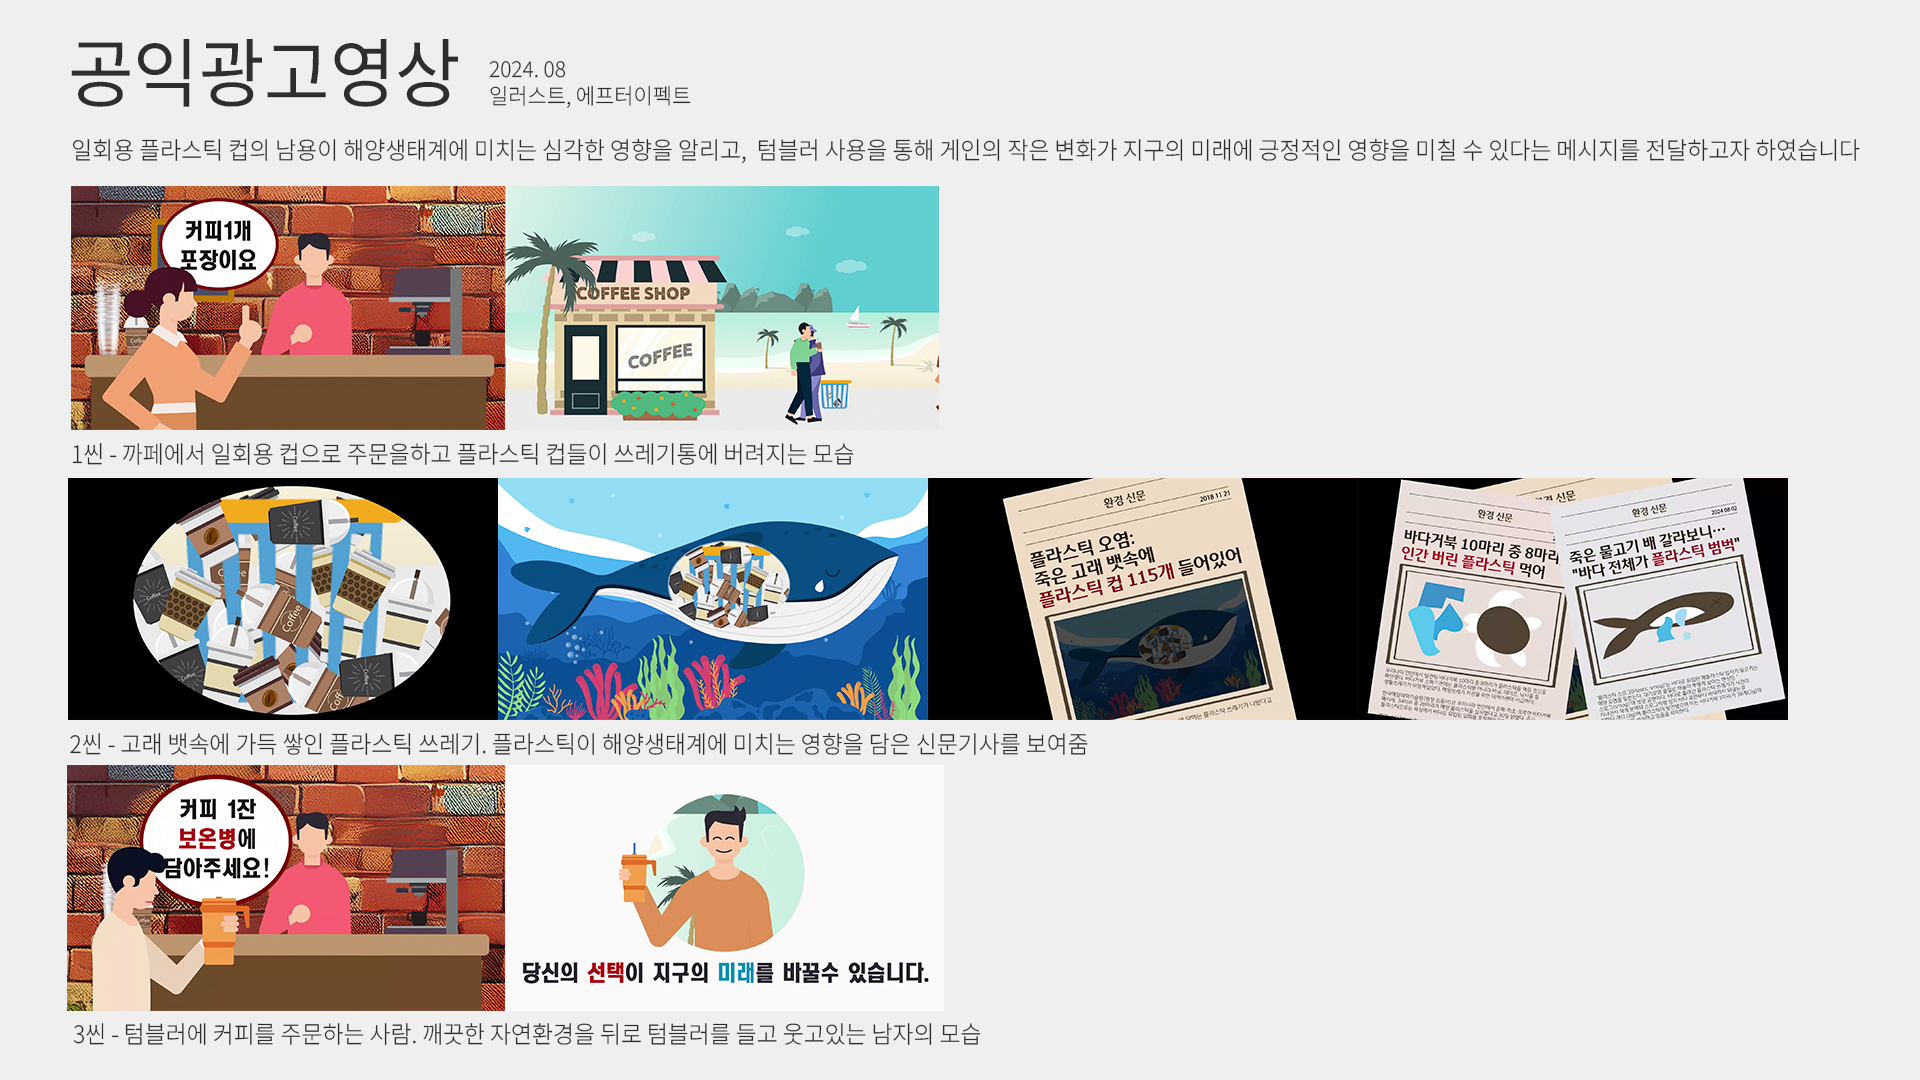 공익광고영상
2024. 08
일러스트, 에프터이펙트
일회용 플라스틱 컵의 남용이 해양생태계에 미치는 심각한 영향을 알리고, 텀블러 사용을 통해 게인의 작은 변화가 지구의 미래에 긍정적인 영향을 미칠 수 있다는 메시지를 전달하고자 하였습니다
커피1개
포장이요
COFFEE SHOP
COFFEE
1씬 - 까페에서 일회용 컵으로 주문을하고 플라스틱 컵들이 쓰레기통에 버려지는 모습
Coffee
환경 신문
2018 11 21
플라스틱 오염:
죽은 고래 뱃속에
플라스틱 컵 115개 들어있어
환경 신문
바다거북 10마리 중 8마리
인간 버린 플라스틱 먹어
환경 신문
2024 08 02
죽은 물고기 배 갈라보니…
"바다 전체가 플라스틱 범벅"
2씬 - 고래 뱃속에 가득 쌓인 플라스틱 쓰레기. 플라스틱이 해양생태계에 미치는 영향을 담은 신문기사를 보여줌
커피 1잔
보온병에
담아주세요!
당신의 선택이 지구의 미래를 바꿀수 있습니다.
3씬 - 텀블러에 커피를 주문하는 사람. 깨끗한 자연환경을 뒤로 텀블러를 들고 웃고있는 남자의 모습